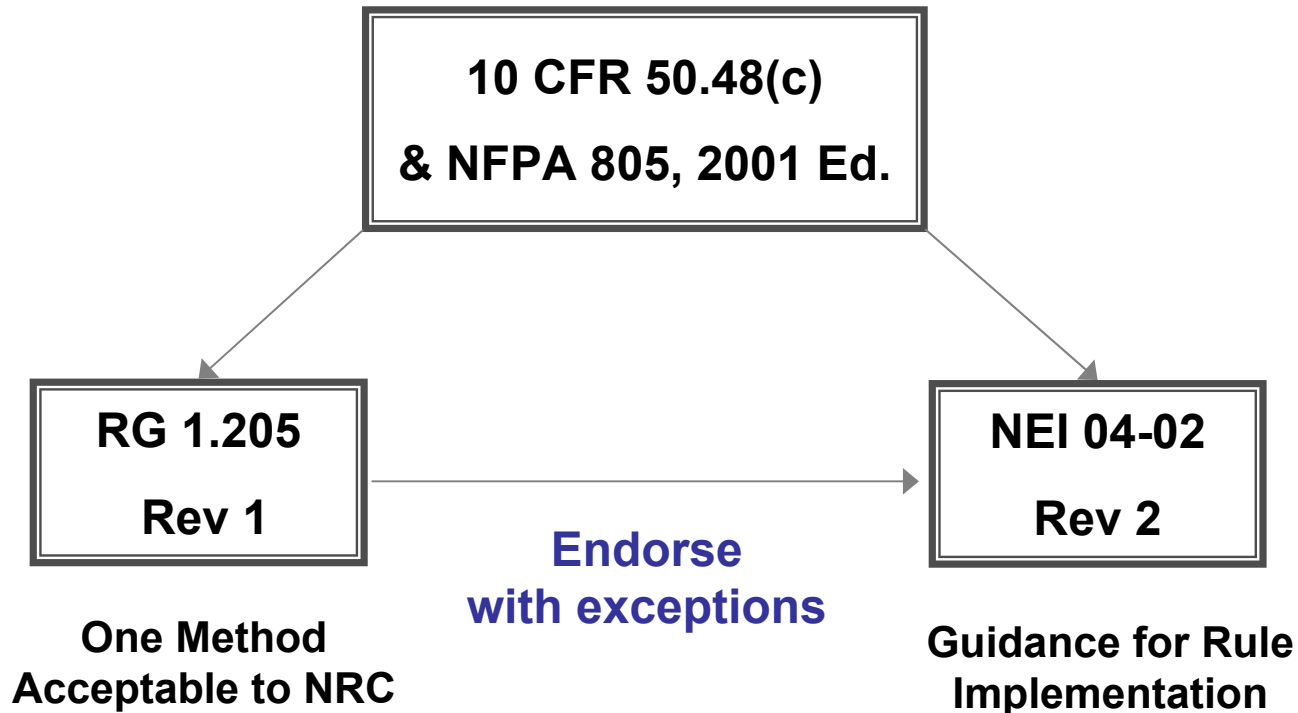 10 CFR 50.48(c)
& NFPA 805, 2001 Ed.
RG 1.205
Rev 1
Endorse
with exceptions
NEI 04-02
Rev 2
One Method
Acceptable to NRC
Guidance for Rule
Implementation